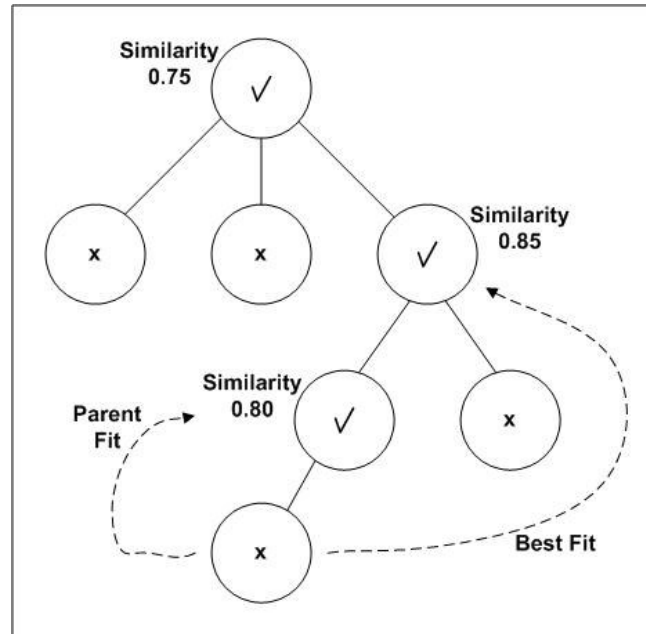 Similarity
0.75
✓
x
x
✓
Similarity
0.85
Similarity
0.80
✓
x
Parent
Fit
x
Best Fit